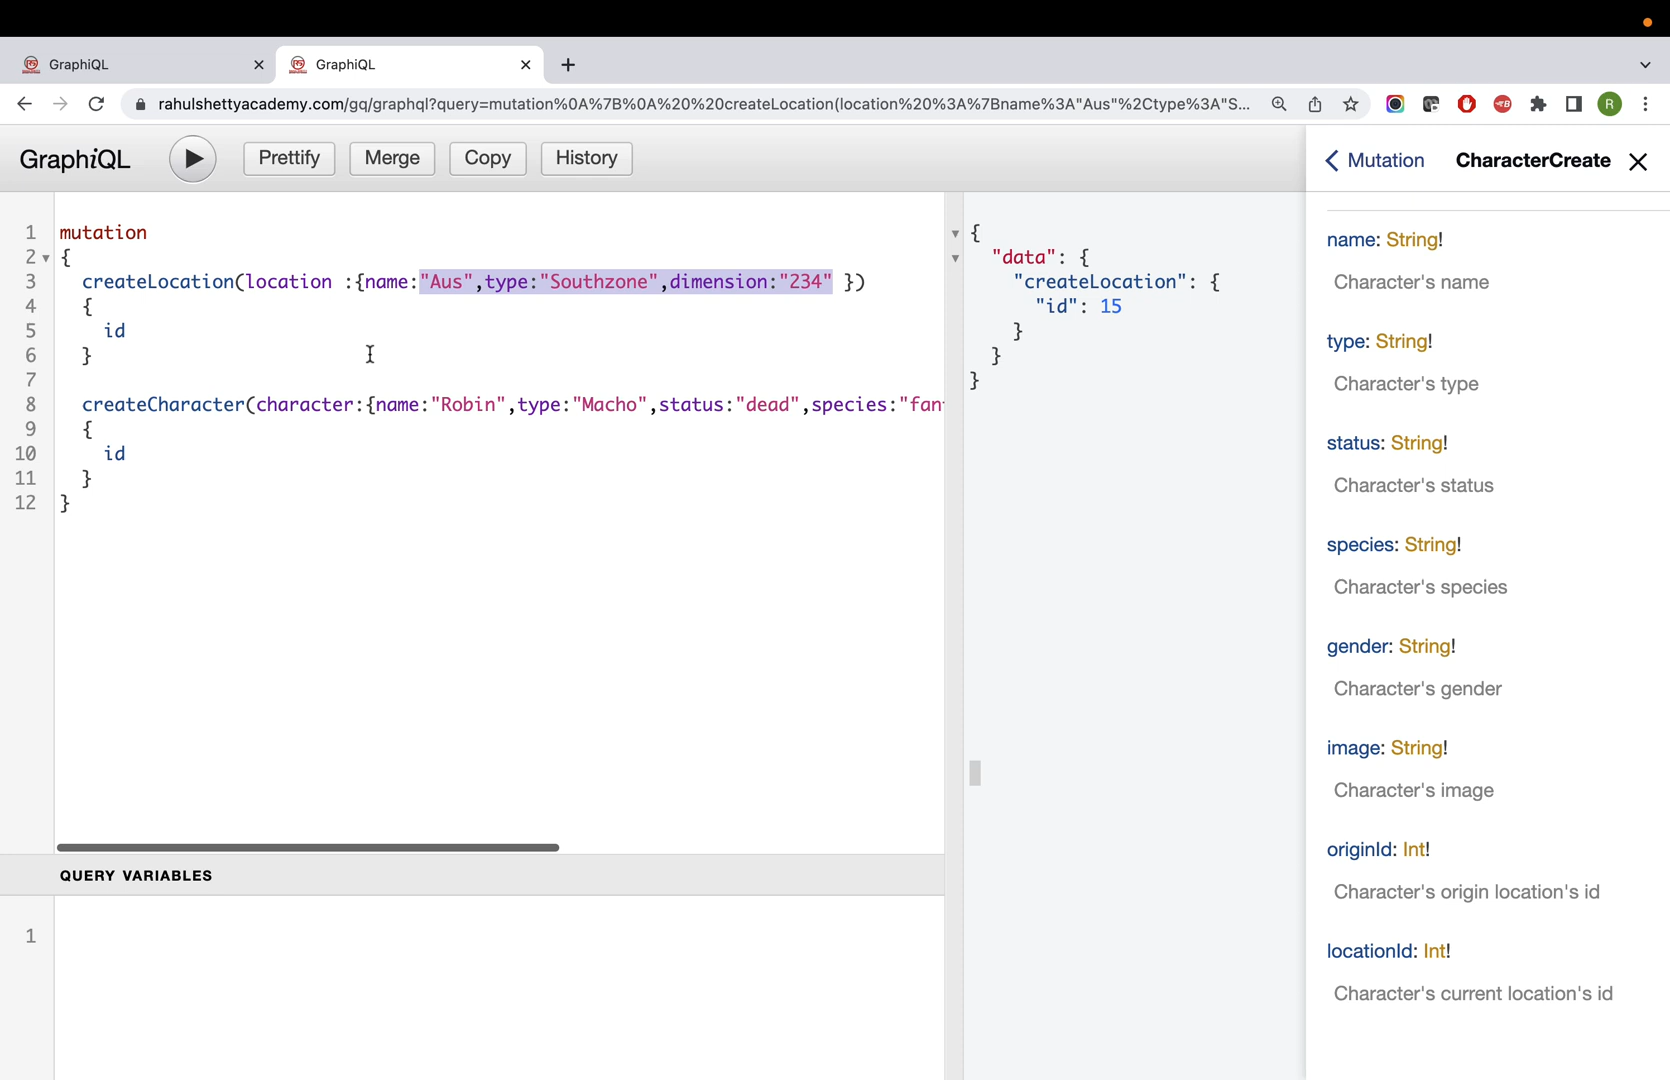 GraphiQL
GraphiQL
rahulshettyacademy.com/gq/graphql?query=mutation%0A%7B%0A%20%20createLocation(location%20%3A%7Bname%3A"Aus"%2Ctype%3A"S...
R
GraphiQL
Prettify
Merge
Copy
History
1 mutation
2 {
3 createLocation(location :{name:"Aus",type:"Southzone",dimension:"234" })
4 {
5 id
6 }
7
8 createCharacter(character:{name:"Robin",type:"Macho",status:"dead",species:"fan
9 {
10 id
11 }
12 }
QUERY VARIABLES
1
{
"data": {
"createLocation": {
"id": 15
}
}
}
Mutation
CharacterCreate
name: String!
Character's name
type: String!
Character's type
status: String!
Character's status
species: String!
Character's species
gender: String!
Character's gender
image: String!
Character's image
originId: Int!
Character's origin location's id
locationId: Int!
Character's current location's id